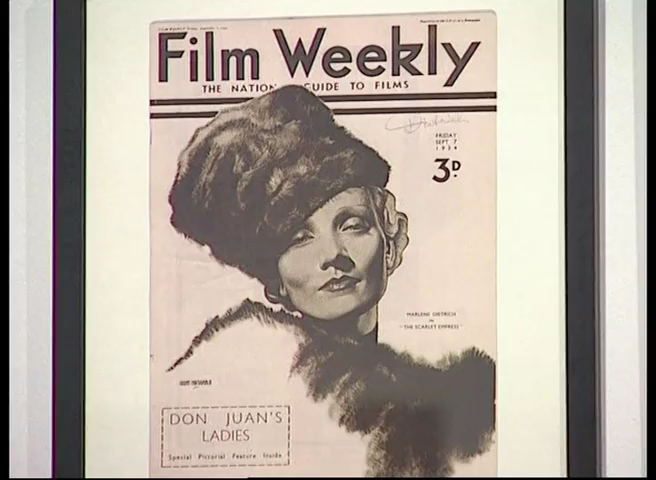 Film Weekly
THE NATION GUIDE TO FILMS
Dietrich
FRIDAY
SEPT 7
1934
3D.
MARLENE DIETRICH
IN
"THE SCARLET EMPRESS"
DON JUAN'S
LADIES
Special Pictorial Feature Inside